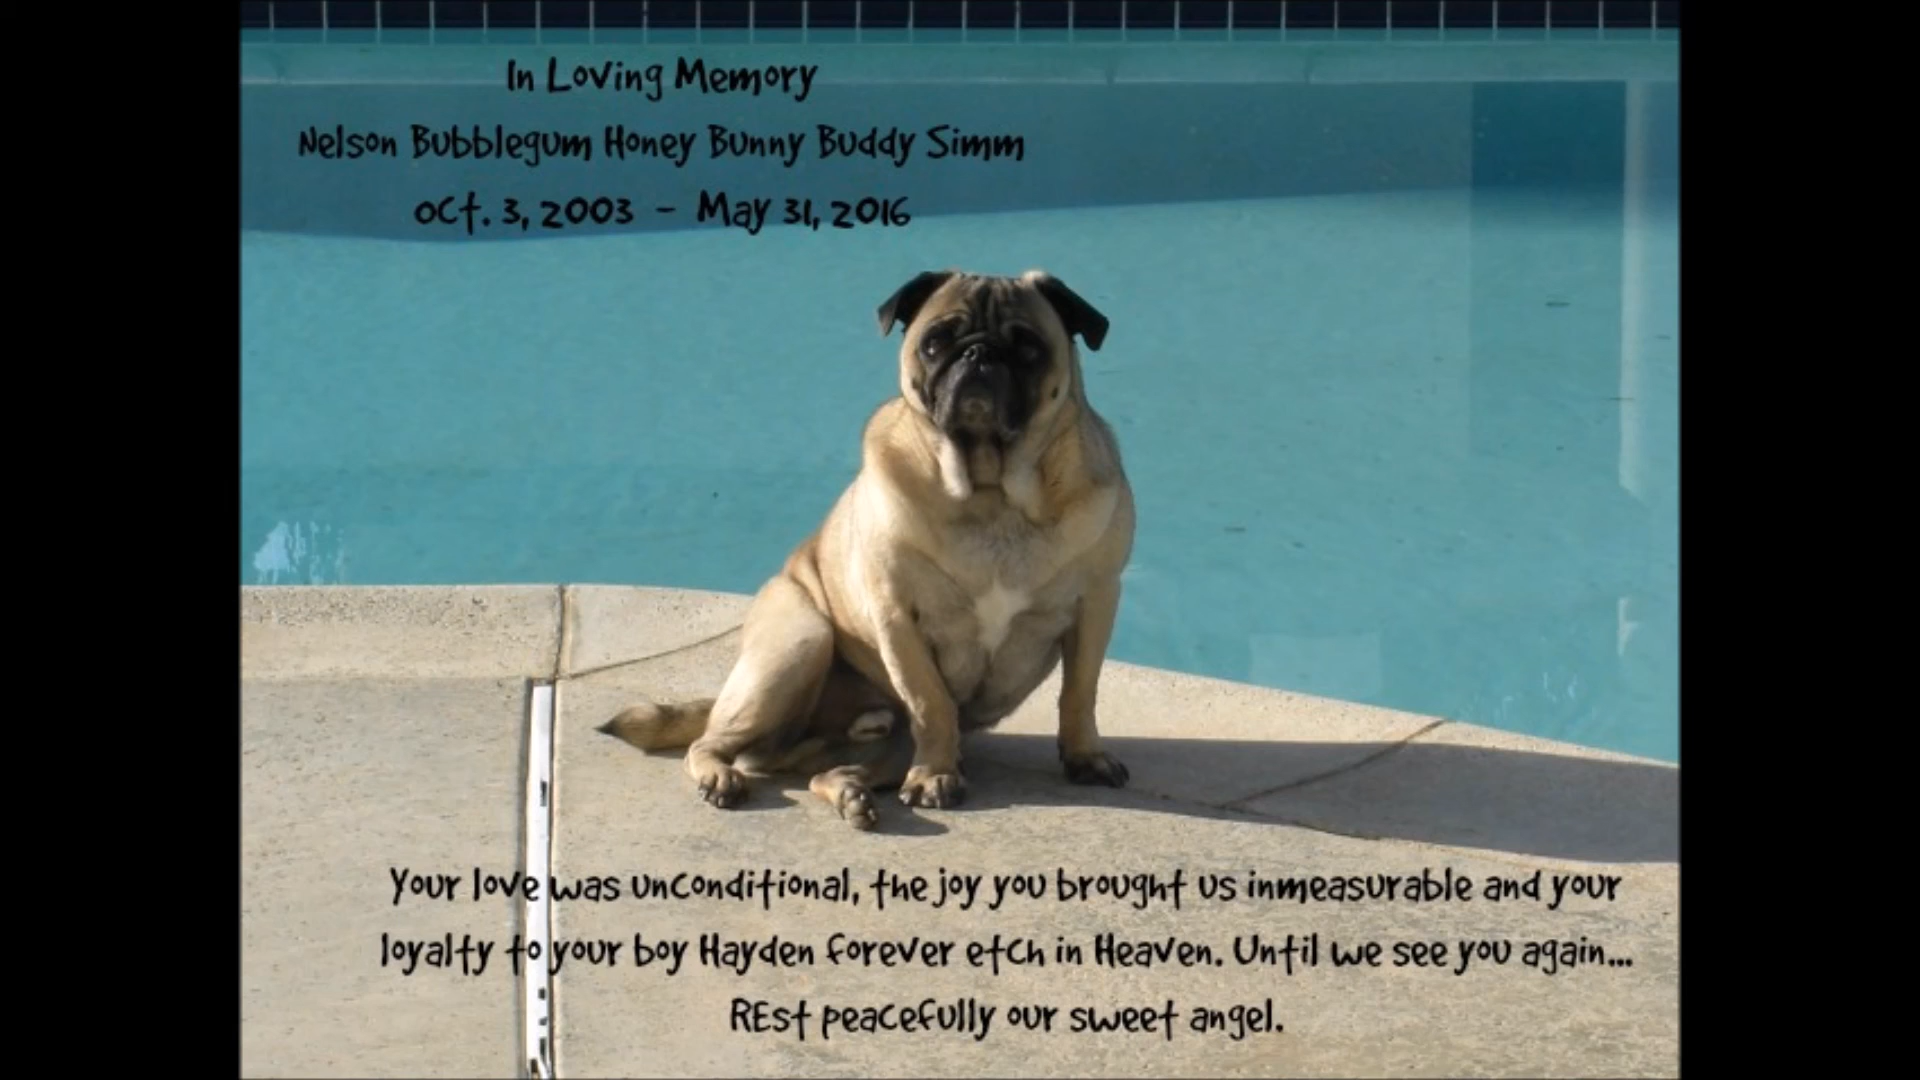 In Loving Memory
Nelson Bubblegum Honey Bunny Buddy Simm
Oct. 3, 2003 - May 31, 2016
Your love was unconditional, the joy you brought us inmeasurable and your
loyalty to your boy Hayden forever etch in Heaven. Until we see you again...
REst peacefully our sweet angel.